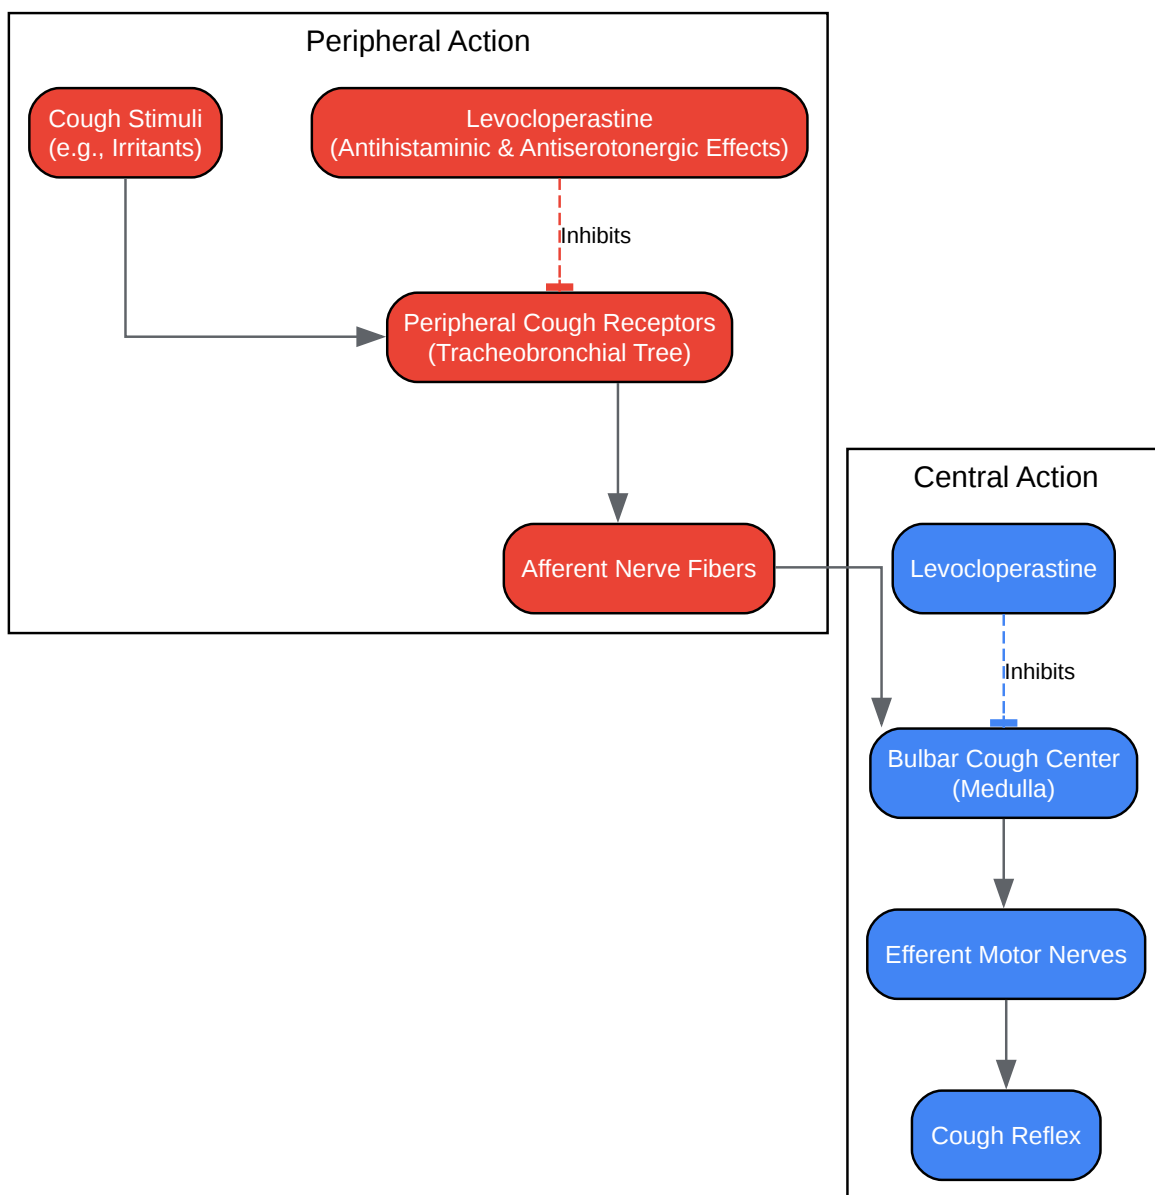 Peripheral Action
Cough Stimuli
(e.g., Irritants)
Levocloperastine
(Antihistaminic & Antiserotonergic Effects)
Inhibits
Peripheral Cough Receptors
(Tracheobronchial Tree)
Afferent Nerve Fibers
Central Action
Levocloperastine
Inhibits
Bulbar Cough Center
(Medulla)
Efferent Motor Nerves
Cough Reflex